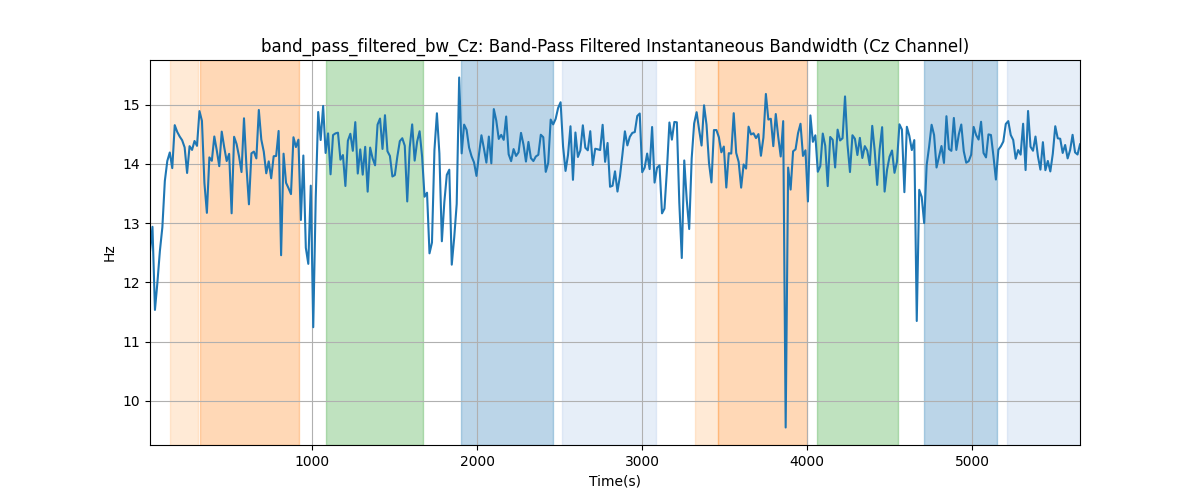 band_pass_filtered_bw_Cz: Band-Pass Filtered Instantaneous Bandwidth (Cz Channel)
15
14
13
12
11
10
Hz
1000 2000 3000 4000 5000
Time(s)